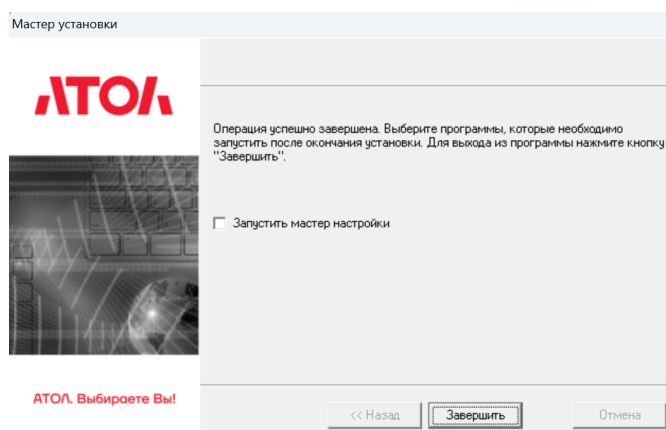 Мастер установки
АТОЛ
Операция успешно завершена. Выберите программы, которые необходимо
запустить после окончания установки. Для выхода из программы нажмите кнопку
"Завершить".
Запустить мастер настройки
АТОЛ. Выбираете Вы!
<< Назад Завершить Отмена